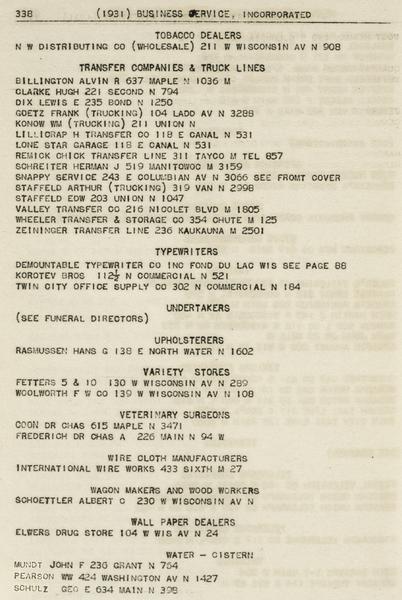 338 (1931) BUSINESS SERVICE, INCORPORATED
TOBACCO DEALERS
N W DISTRIBUTING CO (WHOLESALE) 211 W WISCONSIN AV N 908
TRANSFER COMPANIES & TRUCK LINES
BILLINGTON ALVIN R 637 MAPLE N 1036 M
CLARKE HUGH 221 SECOND N 794
DIX LEWIS E 235 BOND N 1250
GOETZ FRANK (TRUCKING) 104 LADD AV N 3288
KONOW WM (TRUCKING) 211 UNION N
LILLICRAP H TRANSFER CO 118 E CANAL N 531
LONE STAR GARAGE 118 E CANAL N 531
REMICK CHICK TRANSFER LINE 311 TAYCO M TEL 857
SCHREITER HERMAN J 519 MANITOWOC M 3159
SNAPPY SERVICE 243 E COLUMBIAN AV N 3066 SEE FROMT COVER
STAFFELD ARTHUR (TRUCKING) 319 VAN N 2998
STAFFELD EDW 203 UNION N 1047
VALLEY TRANSFER CO 216 NICOLET BLVD M 1805
WHEELER TRANSFER & STORAGE CO 354 CHUTE M 125
ZEININGER TRANSFER LINE 236 KAUKAUNA M 2501
TYPEWRITERS
DEMOUNTABLE TYPEWRITER CO INC FOND DU LAC WIS SEE PAGE 88
KOROTEV BROS 112½ N COMMERCIAL N 521
TWIN CITY OFFICE SUPPLY CO 302 N COMMERCIAL N 184
UNDERTAKERS
(SEE FUNERAL DIRECTORS)
UPHOLSTERERS
RASMUSSEN HANS G 138 E NORTH WATER N 1602
VARIETY STORES
FETTERS 5 & 10 130 W WISCONSIN AV N 289
WOOLWORTH F W CO 139 W WISCONSIN AV N 108
VETERINARY SURGEONS
COON DR CHAS 615 MAPLE N 3471
FREDERICH DR CHAS A 226 MAIN N 94 W
WIRE CLOTH MANUFACTURERS
INTERNATIONAL WIRE WORKS 433 SIXTH M 27
WAGON MAKERS AND WOOD WORKERS
SCHOETTLER ALBERT C 230 W WISCONSIN AV N
WALL PAPER DEALERS
ELWERS DRUG STORE 104 W WIS AV N 24
WATER - CISTERN
MUNDT JOHN F 236 GRANT N 764
PEARSON WW 424 WASHINGTON AV N 1427
SCHULZ GEO E 634 MAIN N 398